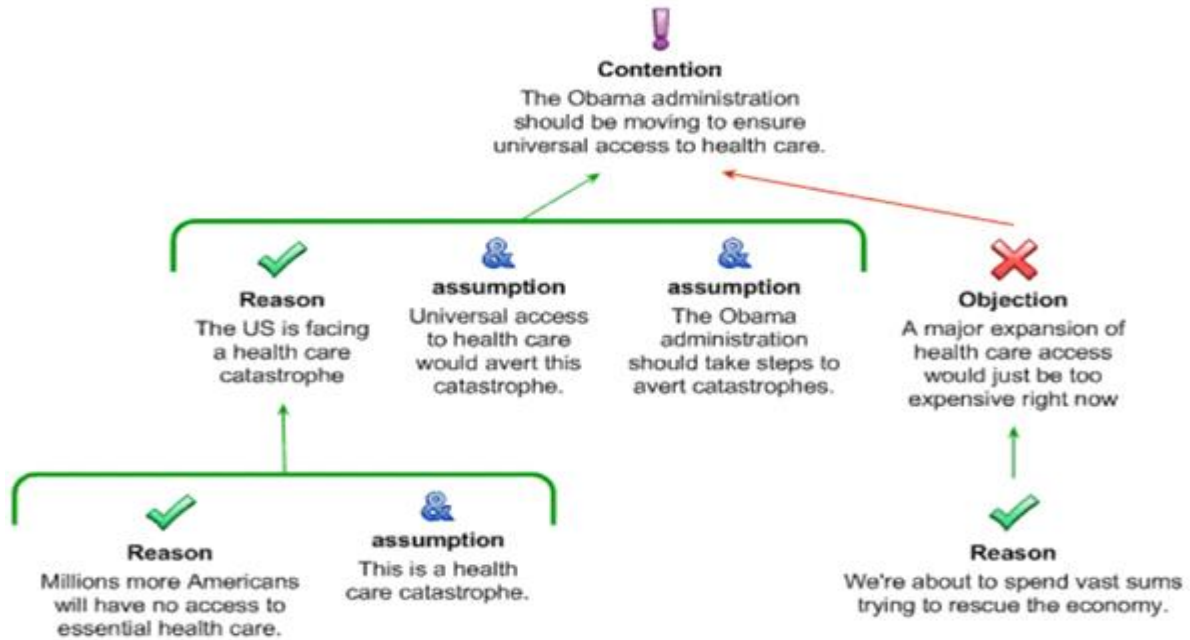 Contention
The Obama administration
should be moving to ensure
universal access to health care.
&
&
Reason
The US is facing
a health care
catastrophe
assumption
Universal access
to health care
would avert this
catastrophe.
assumption
The Obama
administration
should take steps to
avert catastrophes.
Objection
A major expansion of
health care access
would just be too
expensive right now
&
Reason
Millions more Americans
will have no access to
essential health care.
assumption
This is a health
care catastrophe.
Reason
We're about to spend vast sums
trying to rescue the economy.